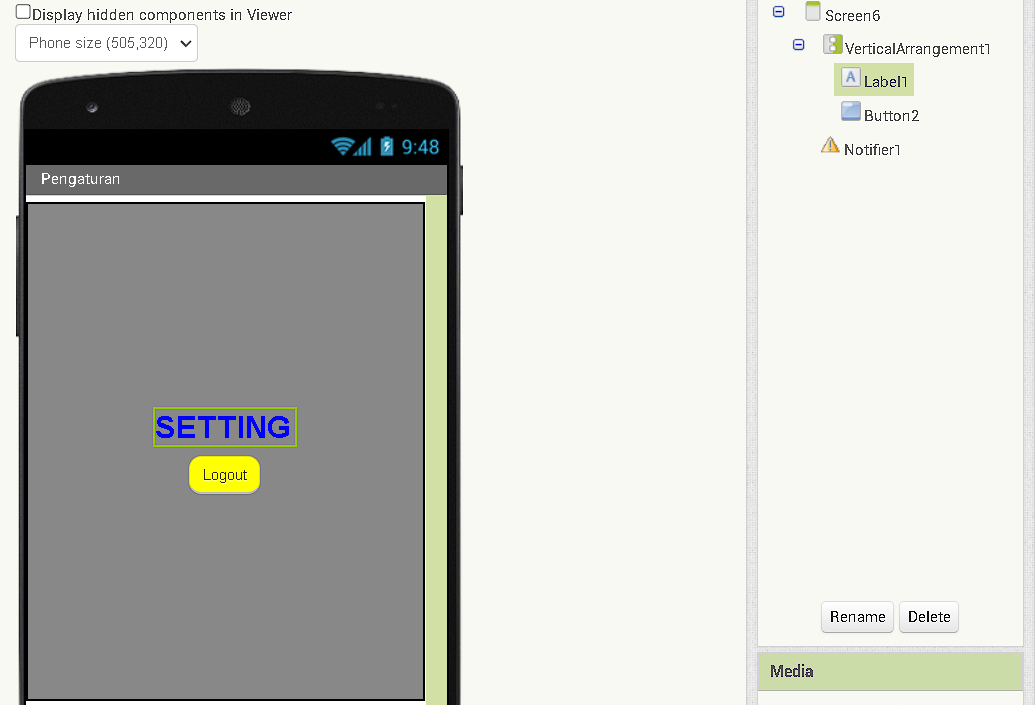 Display hidden components in Viewer
Phone size (505,320)
9:48
Pengaturan
SETTING
Logout
Screen6
VerticalArrangement1
A Label1
Button2
Notifier1
Rename Delete
Media